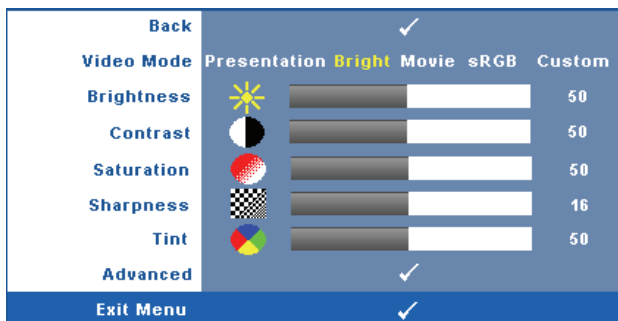 Back
Video Mode Presentation Bright Movie sRGB Custom
Brightness 50
Contrast 50
Saturation 50
Sharpness 16
Tint 50
Advanced
Exit Menu